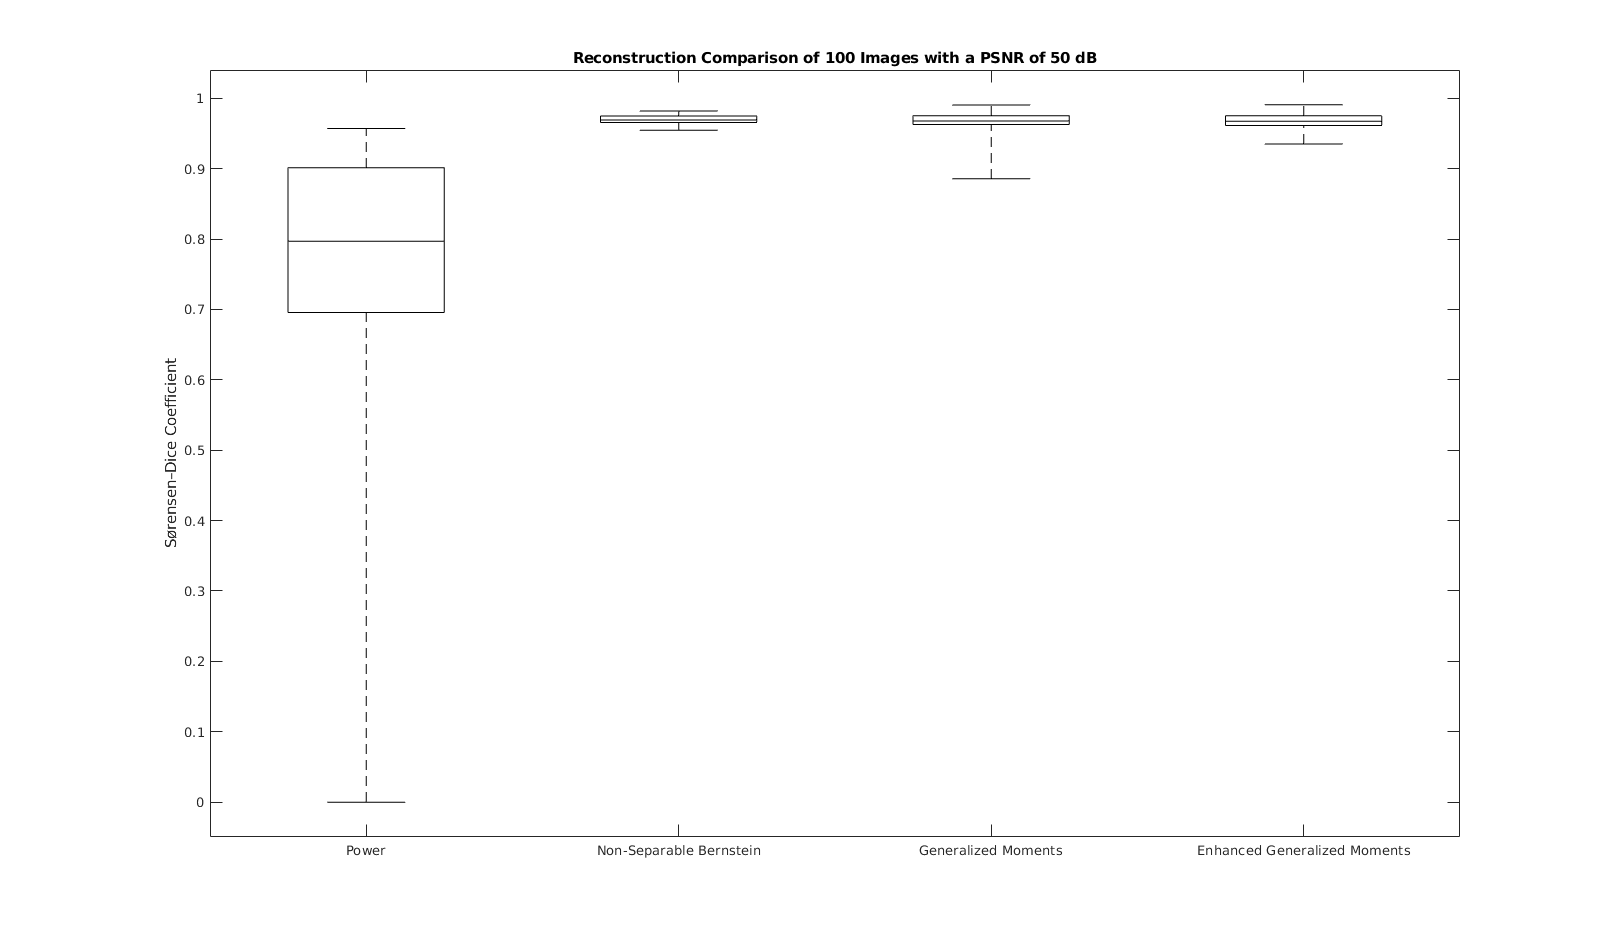 Reconstruction Comparison of 100 Images with a PSNR of 50 dB
Sørensen–Dice Coefficient
1
0.9
0.8
0.7
0.6
0.5
0.4
0.3
0.2
0.1
0
Power
Non-Separable Bernstein
Generalized Moments
Enhanced Generalized Moments